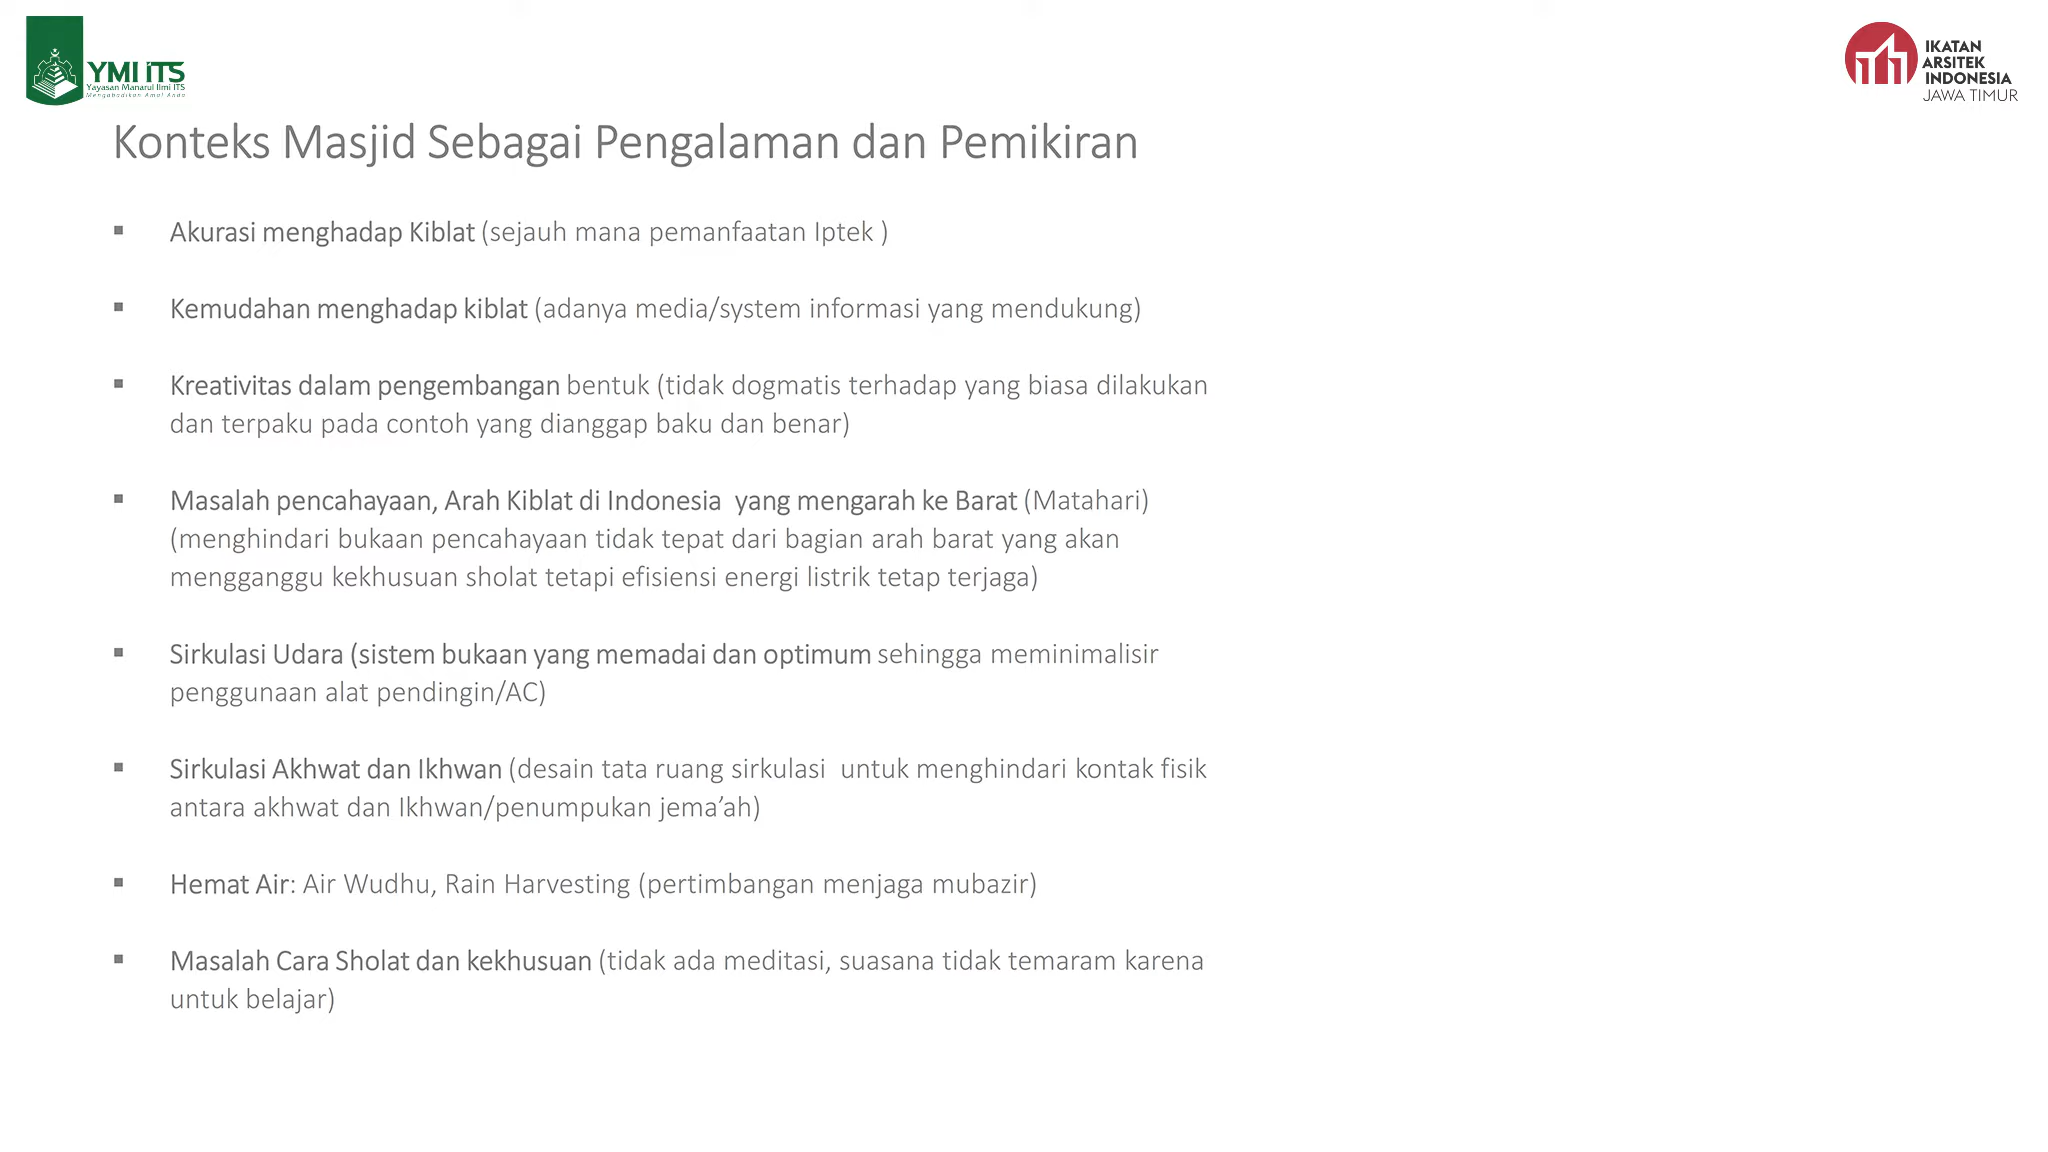 YMI ITS
Yayasan Manarul Ilmi ITS
Mengabadikan Amal Anda
IKATAN
ARSITEK
INDONESIA
JAWA TIMUR
Konteks Masjid Sebagai Pengalaman dan Pemikiran
▪ Akurasi menghadap Kiblat (sejauh mana pemanfaatan Iptek )
▪ Kemudahan menghadap kiblat (adanya media/system informasi yang mendukung)
▪ Kreativitas dalam pengembangan bentuk (tidak dogmatis terhadap yang biasa dilakukan
dan terpaku pada contoh yang dianggap baku dan benar)
▪ Masalah pencahayaan, Arah Kiblat di Indonesia  yang mengarah ke Barat (Matahari)
(menghindari bukaan pencahayaan tidak tepat dari bagian arah barat yang akan
mengganggu kekhusuan sholat tetapi efisiensi energi listrik tetap terjaga)
▪ Sirkulasi Udara (sistem bukaan yang memadai dan optimum sehingga meminimalisir
penggunaan alat pendingin/AC)
▪ Sirkulasi Akhwat dan Ikhwan (desain tata ruang sirkulasi  untuk menghindari kontak fisik
antara akhwat dan Ikhwan/penumpukan jema’ah)
▪ Hemat Air: Air Wudhu, Rain Harvesting (pertimbangan menjaga mubazir)
▪ Masalah Cara Sholat dan kekhusuan (tidak ada meditasi, suasana tidak temaram karena
untuk belajar)